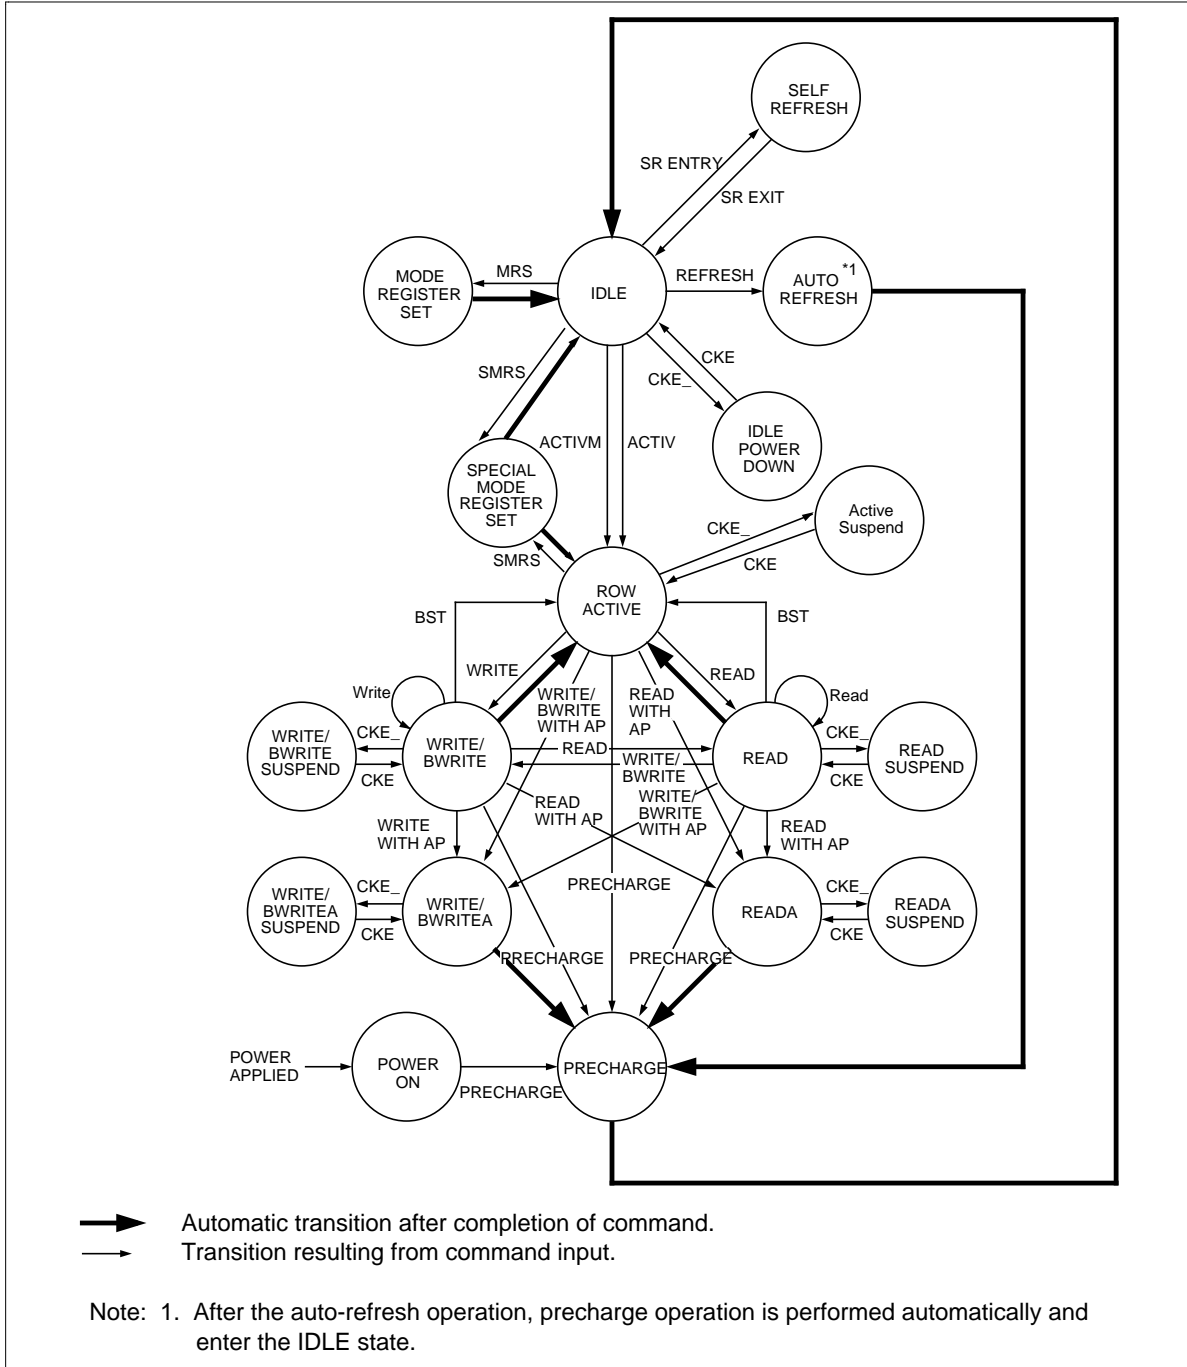 SELF
REFRESH
SR ENTRY
SR EXIT
MODE
REGISTER
SET
MRS
IDLE
REFRESH
AUTO *1
REFRESH
SMRS
CKE
CKE_
IDLE
POWER
DOWN
ACTIVM
ACTIV
SPECIAL
MODE
REGISTER
SET
Active
Suspend
CKE_
CKE
SMRS
ROW
ACTIVE
BST
BST
WRITE
READ
Write
WRITE/
BWRITE
WITH AP
READ
WITH
AP
Read
WRITE/
BWRITE
SUSPEND
CKE_
CKE
WRITE/
BWRITE
READ
WRITE/
BWRITE
READ
CKE_
CKE
READ
SUSPEND
READ
WITH AP
WRITE/
BWRITE
WITH AP
WRITE
WITH AP
READ
WITH AP
WRITE/
BWRITEA
SUSPEND
CKE_
CKE
WRITE/
BWRITEA
PRECHARGE
READA
CKE_
CKE
READA
SUSPEND
PRECHARGE
PRECHARGE
POWER
APPLIED
POWER
ON
PRECHARGE
PRECHARGE
Automatic transition after completion of command.
Transition resulting from command input.
Note: 1. After the auto-refresh operation, precharge operation is performed automatically and
enter the IDLE state.